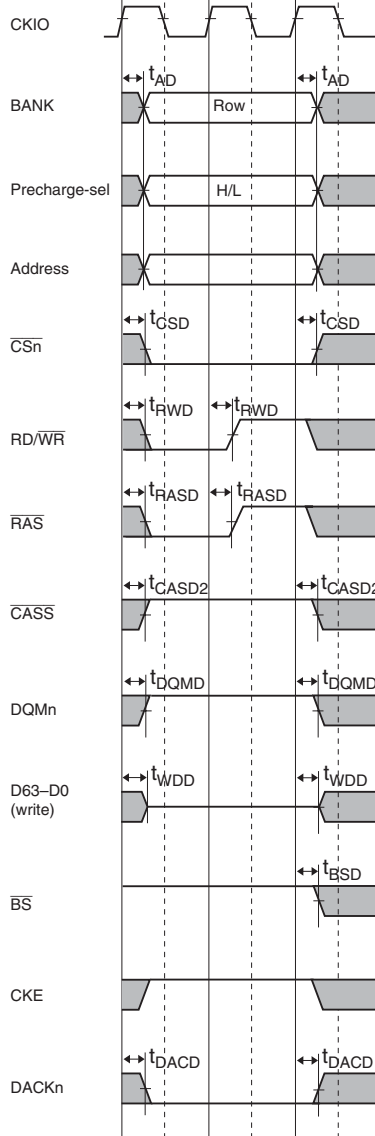 CKIO
tAD tAD
BANK Row
Precharge-sel H/L
Address
tCSD tCSD
CSn
tRWD tRWD
RD/WR
tRASD tRASD
RAS
tCASD2 tCASD2
CASS
tDQMD tDQMD
DQMn
tWDD tWDD
D63–D0
(write)
tBSD
BS
CKE
tDACD tDACD
DACKn